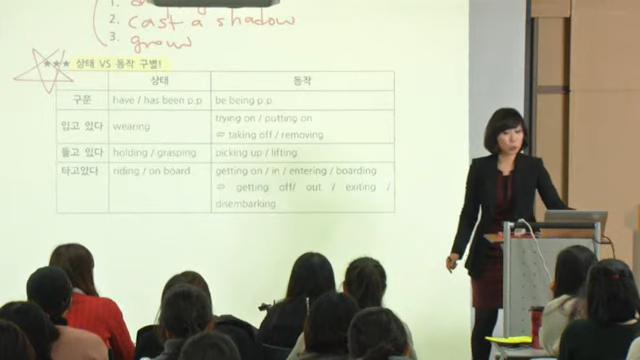 1.
2. cast a shadow
3. grow
★★★ 상태 VS 동작 구별!
상태 동작
구문 have / has been p.p be being p.p.
입고 있다 wearing trying on / putting on
⇔ taking off / removing
들고 있다 holding / grasping picking up / lifting
타고있다 riding / on board getting on / in / entering / boarding
⇔ getting off/ out / exiting /
disembarking